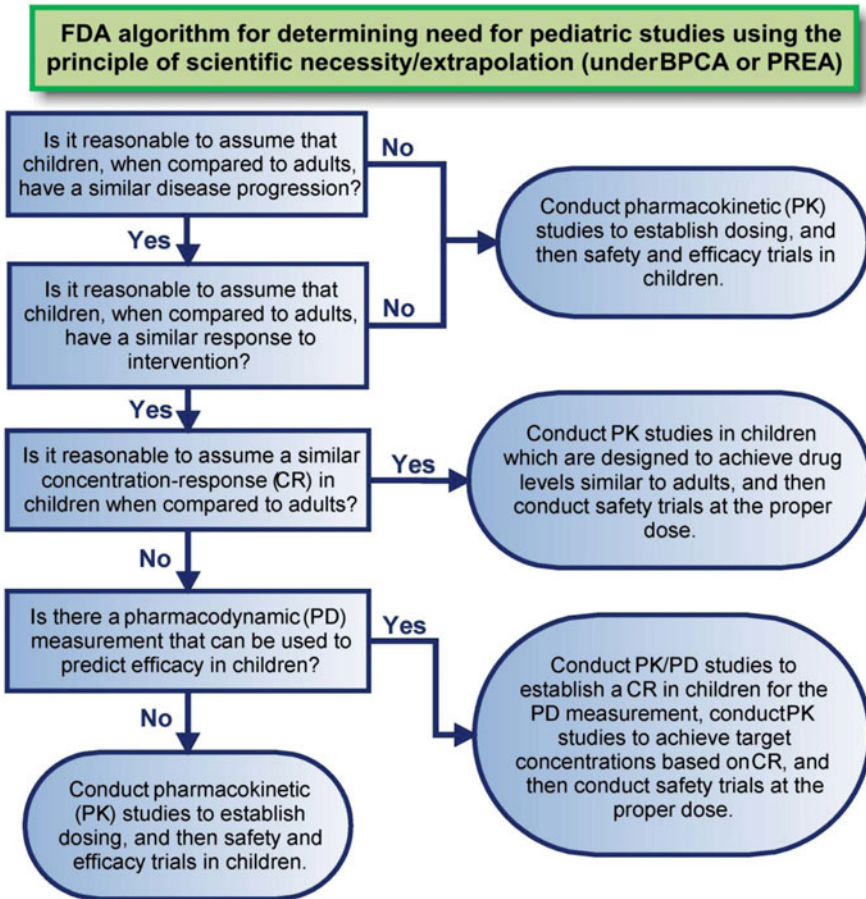 FDA algorithm for determining need for pediatric studies using the
principle of scientific necessity/extrapolation (underBPCA or PREA)
Is it reasonable to assume that
children, when compared to adults,
have a similar disease progression?
No
Yes
Conduct pharmacokinetic (PK)
studies to establish dosing, and
then safety and efficacy trials in
children.
Is it reasonable to assume that
children, when compared to adults,
have a similar response to
intervention?
No
Yes
Is it reasonable to assume a similar
concentration-response (CR) in
children when compared to adults?
Yes
No
Conduct PK studies in children
which are designed to achieve drug
levels similar to adults, and then
conduct safety trials at the proper
dose.
Is there a pharmacodynamic (PD)
measurement that can be used to
predict efficacy in children?
Yes
No
Conduct PK/PD studies to
establish a CR in children for the
PD measurement, conductPK
studies to achieve target
concentrations based onCR, and
then conduct safety trials at the
proper dose.
Conduct pharmacokinetic
(PK) studies to establish
dosing, and then safety and
efficacy trials in children.